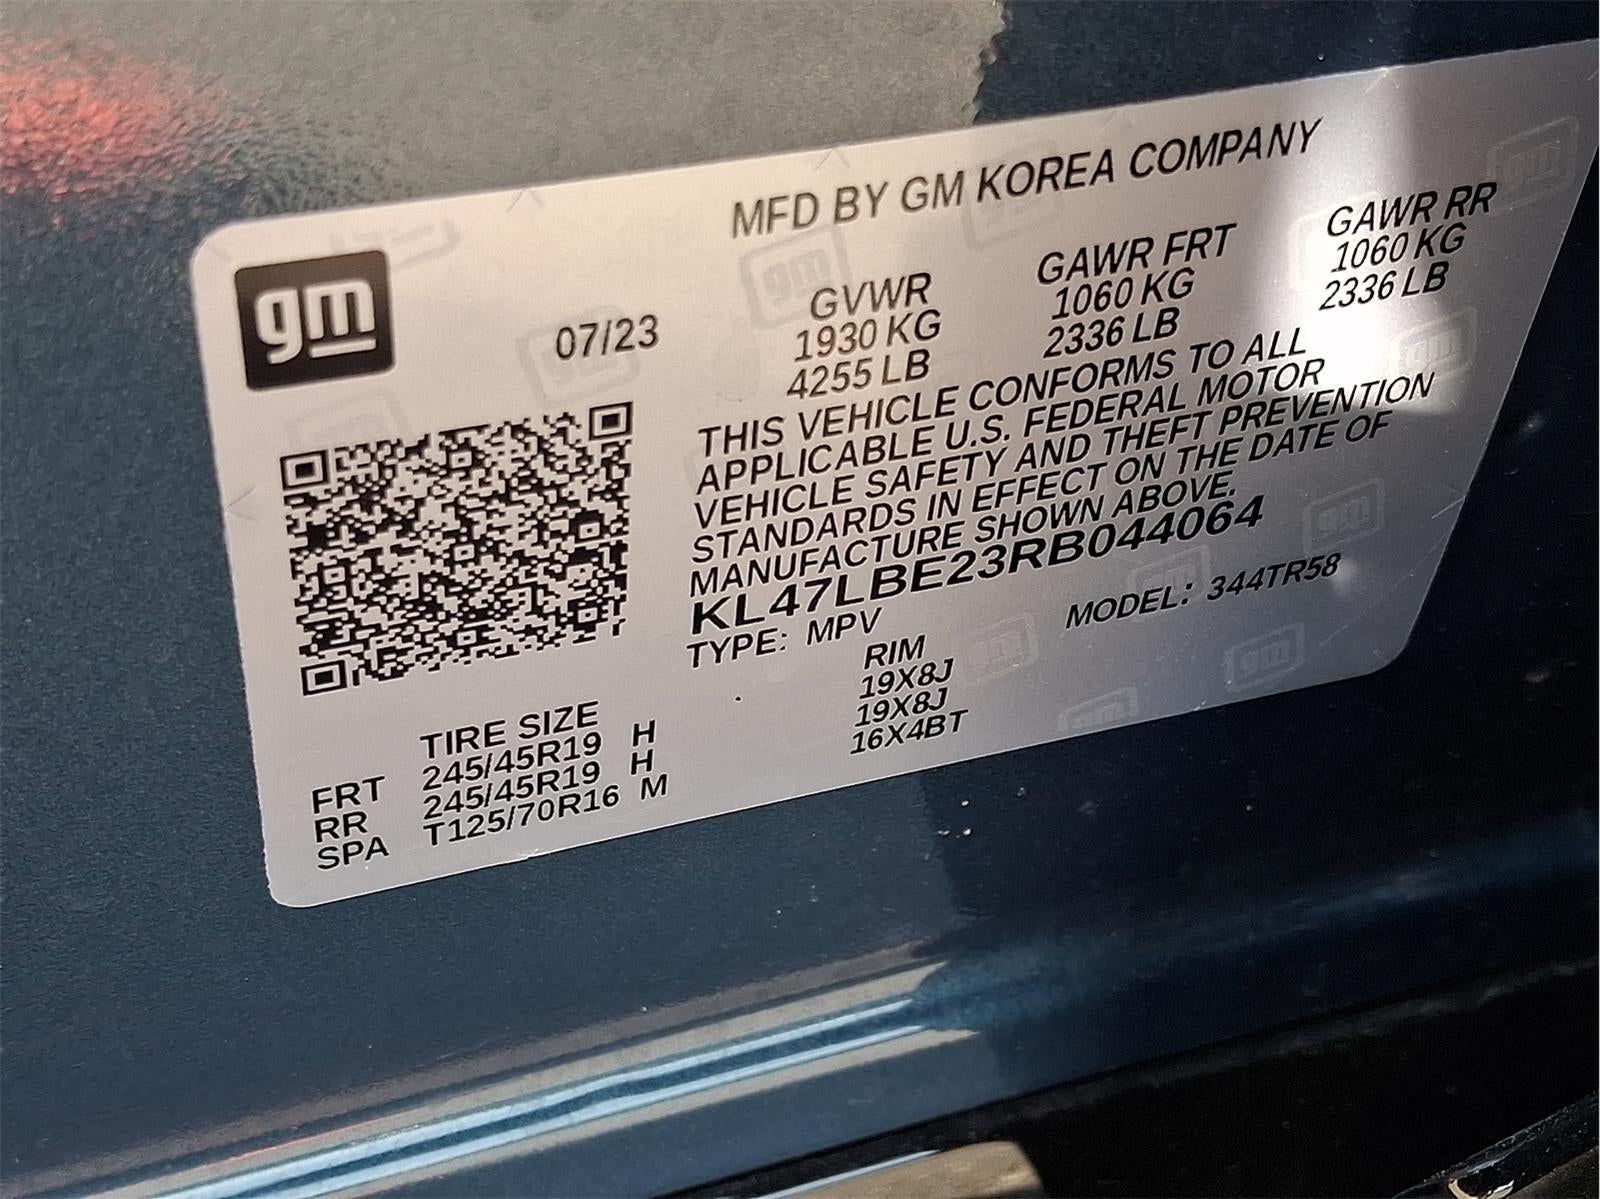 MFD BY GM KOREA COMPANY
gm
07/23
GVWR GAWR FRT GAWR RR
1930 KG 1060 KG 1060 KG
4255 LB 2336 LB 2336 LB
THIS VEHICLE CONFORMS TO ALL
APPLICABLE U.S. FEDERAL MOTOR
VEHICLE SAFETY AND THEFT PREVENTION
STANDARDS IN EFFECT ON THE DATE OF
MANUFACTURE SHOWN ABOVE.
KL47LBE23RB044064
TYPE: MPV MODEL: 344TR58
TIRE SIZE RIM
FRT 245/45R19 H 19X8J
RR 245/45R19 H 19X8J
SPA T125/70R16 M 16X4BT